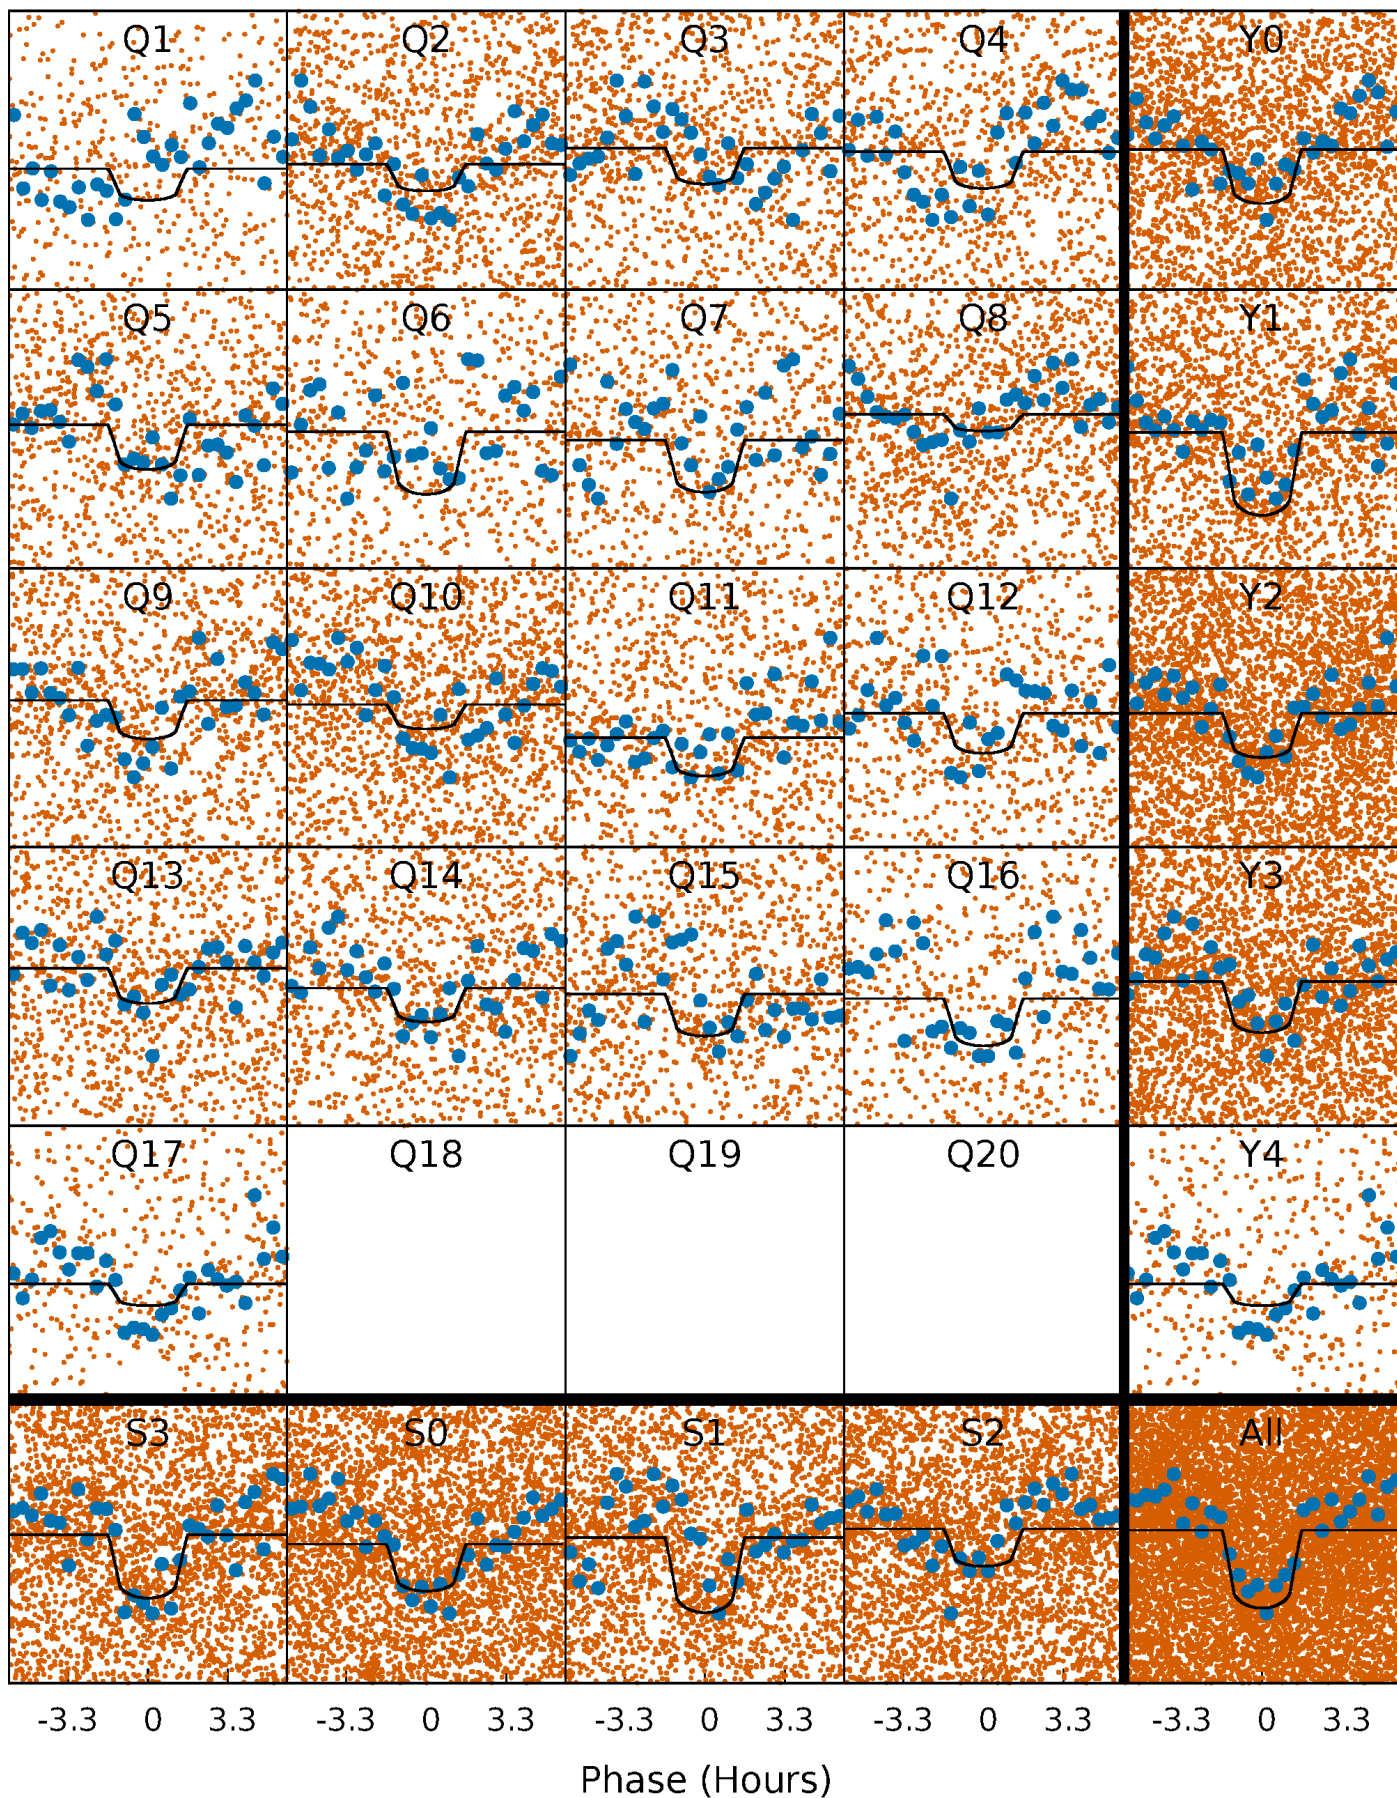 Q1 Q2 Q3 Q4 Y0
Q5 Q6 Q7 Q8 Y1
Q9 Q10 Q11 Q12 Y2
Q13 Q14 Q15 Q16 Y3
Q17 Q18 Q19 Q20 Y4
S3 S0 S1 S2 All
-3.3 0 3.3 -3.3 0 3.3 -3.3 0 3.3 -3.3 0 3.3 -3.3 0 3.3
Phase (Hours)